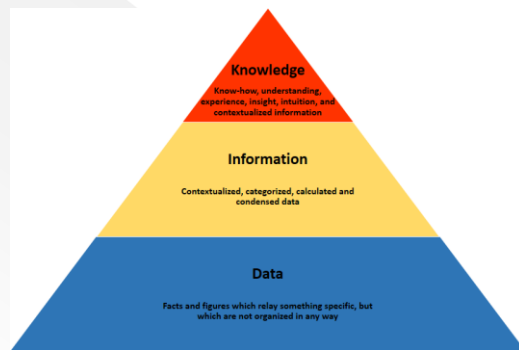 Knowledge
Know-how, understanding,
experience, insight, intuition, and
contextualized information
Information
Contextualized, categorized, calculated and
condensed data
Data
Facts and figures which relay something specific, but
which are not organized in any way